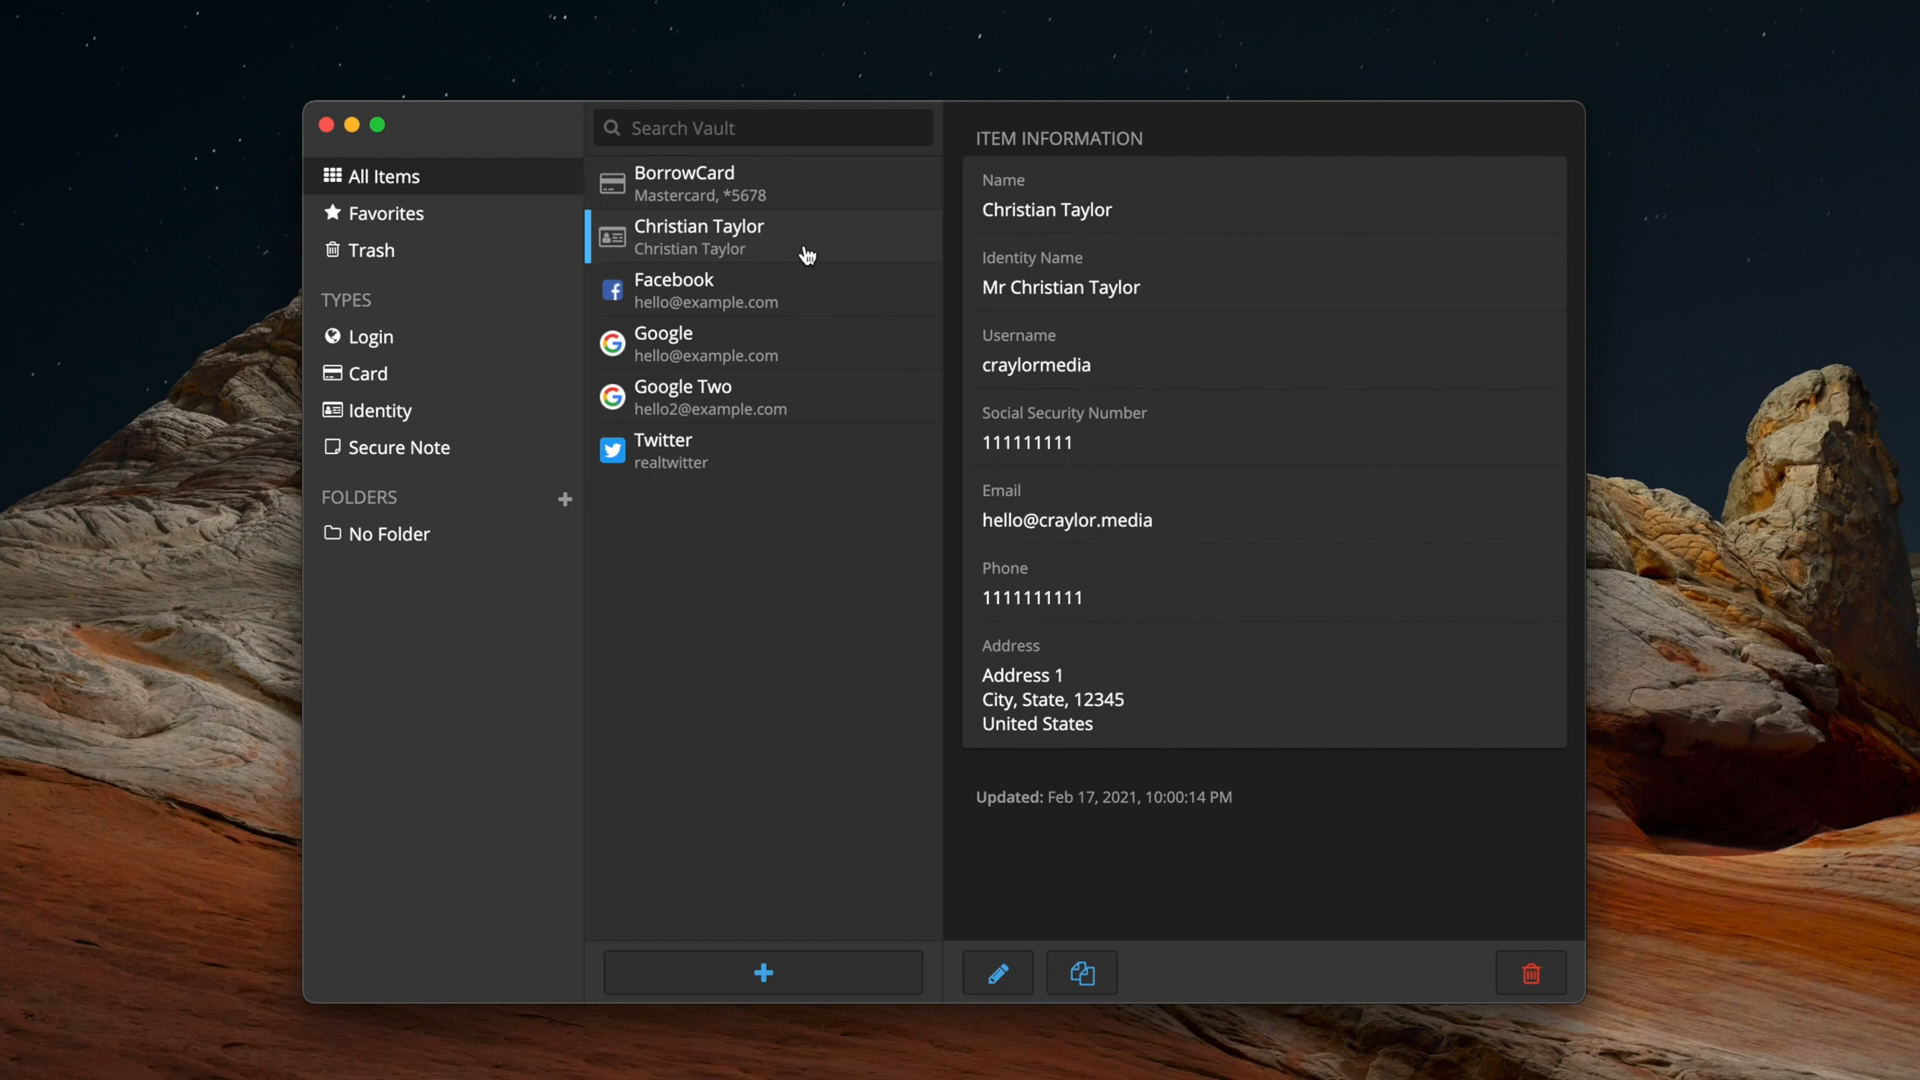 All Items
Favorites
Trash
TYPES
Login
Card
Identity
Secure Note
FOLDERS
No Folder
Search Vault
BorrowCard
Mastercard, *5678
Christian Taylor
Christian Taylor
Facebook
hello@example.com
Google
hello@example.com
Google Two
hello2@example.com
Twitter
realtwitter
ITEM INFORMATION
Name
Christian Taylor
Identity Name
Mr Christian Taylor
Username
craylormedia
Social Security Number
111111111
Email
hello@craylor.media
Phone
1111111111
Address
Address 1
City, State, 12345
United States
Updated: Feb 17, 2021, 10:00:14 PM